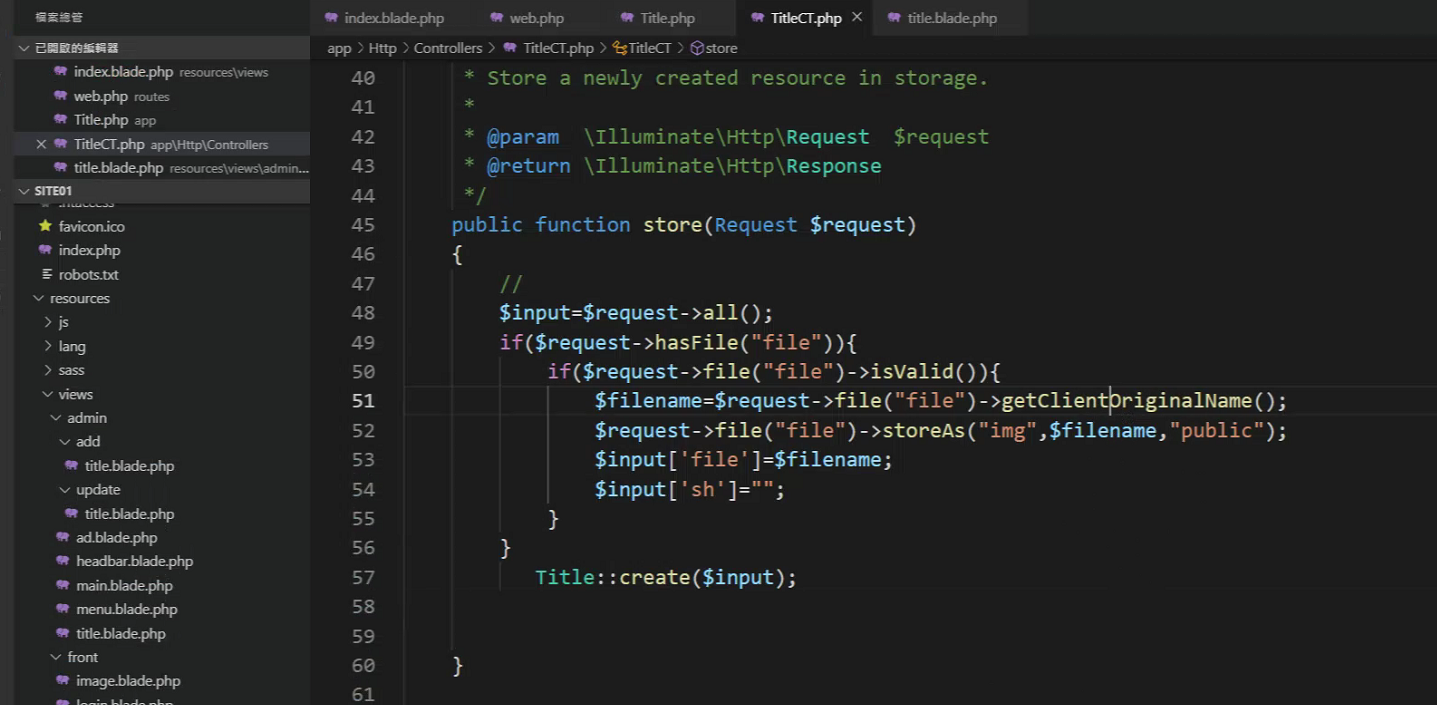 檔案總管
已開啟的編輯器
index.blade.php resources\views
web.php routes
Title.php app
TitleCT.php app\Http\Controllers
title.blade.php resources\views\admin...
SITE01
.htaccess
favicon.ico
index.php
robots.txt
resources
js
lang
sass
views
admin
add
title.blade.php
update
title.blade.php
ad.blade.php
headbar.blade.php
main.blade.php
menu.blade.php
title.blade.php
front
image.blade.php
login.blade.php
index.blade.php web.php Title.php TitleCT.php title.blade.php
app > Http > Controllers > TitleCT.php > TitleCT > store
40 * Store a newly created resource in storage.
41 *
42 * @param \Illuminate\Http\Request $request
43 * @return \Illuminate\Http\Response
44 */
45 public function store(Request $request)
46 {
47 //
48 $input=$request->all();
49 if($request->hasFile("file")){
50 if($request->file("file")->isValid()){
51 $filename=$request->file("file")->getClientOriginalName();
52 $request->file("file")->storeAs("img",$filename,"public");
53 $input['file']=$filename;
54 $input['sh']="";
55 }
56 }
57 Title::create($input);
58
59
60 }
61